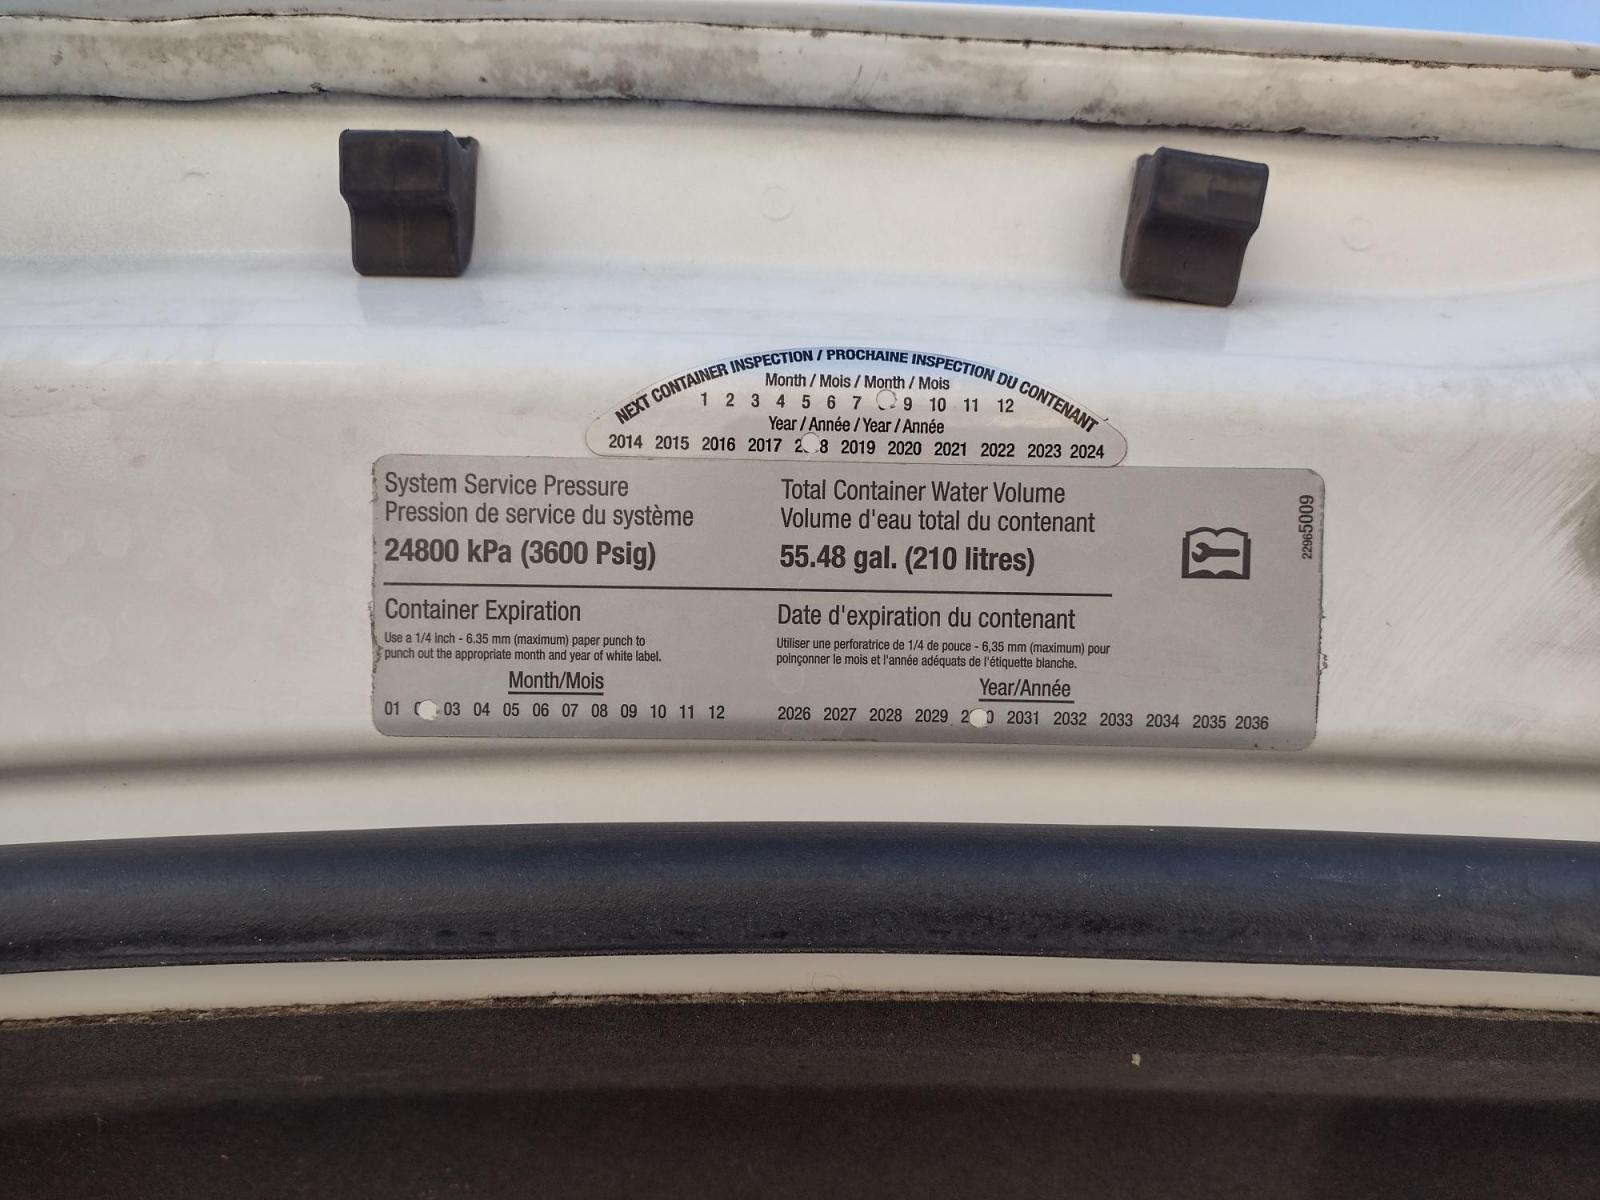 NEXT CONTAINER INSPECTION / PROCHAINE INSPECTION DU CONTENANT
Month / Mois / Month / Mois
1 2 3 4 5 6 7 9 10 11 12
Year / Année / Year / Année
2014 2015 2016 2017 2 8 2019 2020 2021 2022 2023 2024
System Service Pressure
Pression de service du système
24800 kPa (3600 Psig)
Total Container Water Volume
Volume d'eau total du contenant
55.48 gal. (210 litres)
22965009
Container Expiration
Use a 1/4 inch - 6.35 mm (maximum) paper punch to
punch out the appropriate month and year of white label.
Month/Mois
01 03 04 05 06 07 08 09 10 11 12
Date d'expiration du contenant
Utiliser une perforatrice de 1/4 de pouce - 6,35 mm (maximum) pour
poinçonner le mois et l'année adéquats de l'étiquette blanche.
Year/Année
2026 2027 2028 2029 2 0 2031 2032 2033 2034 2035 2036